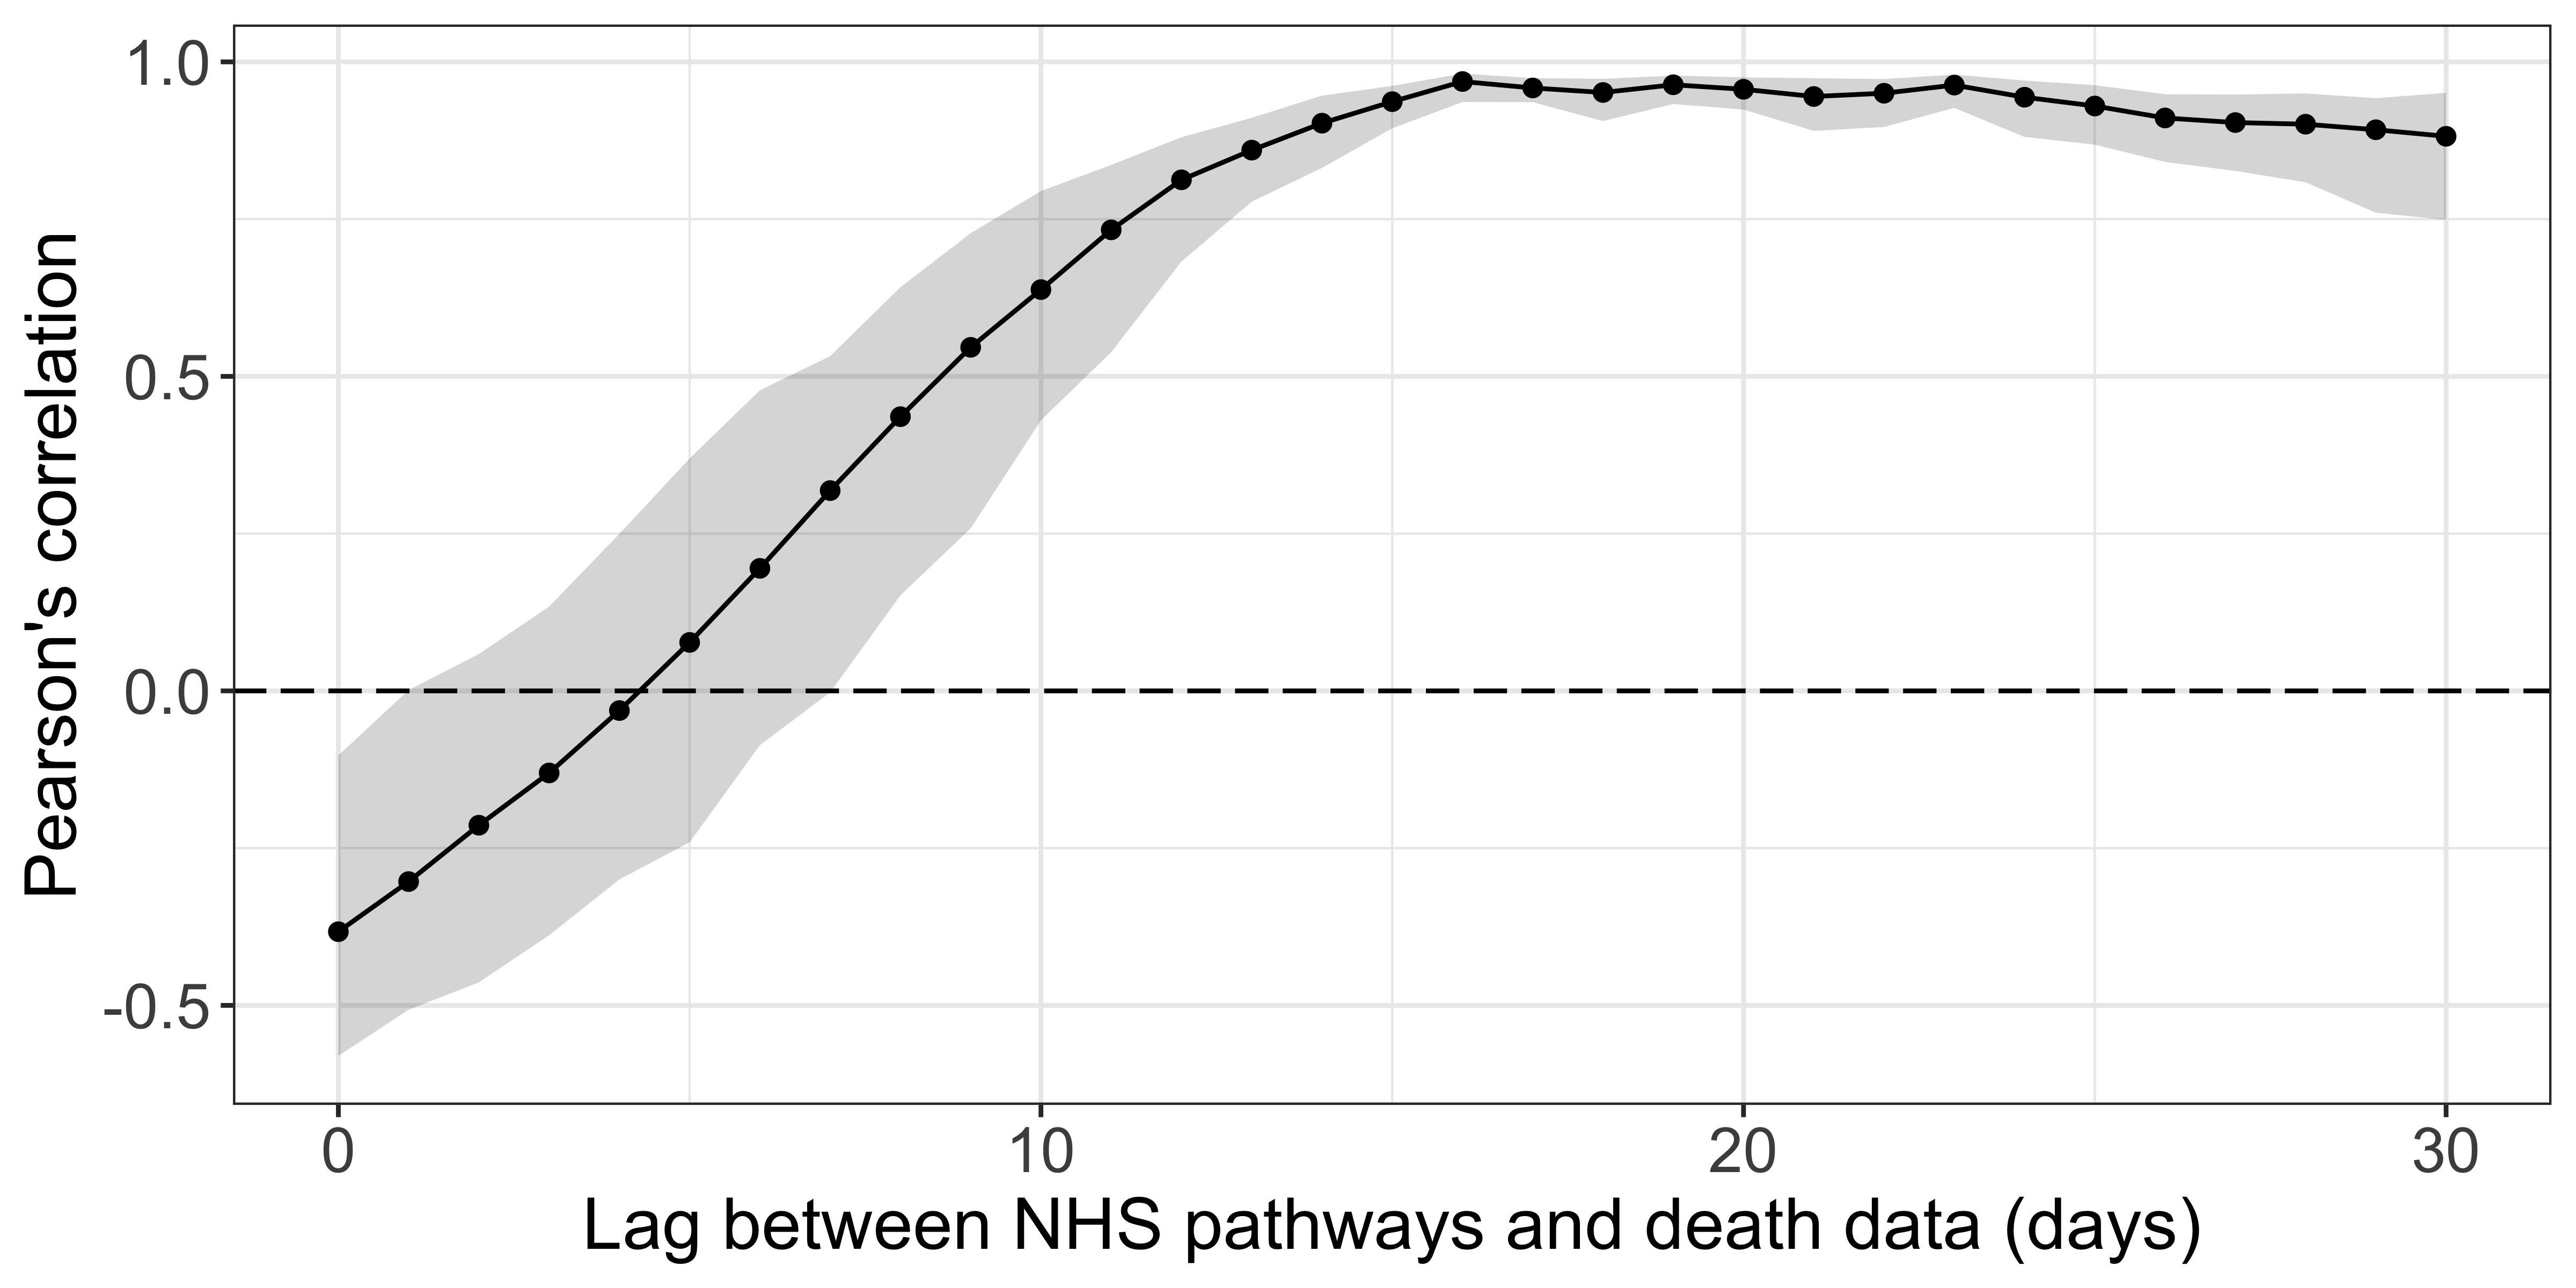 Pearson's correlation
1.0
0.5
0.0
-0.5
0 10 20 30
Lag between NHS pathways and death data (days)